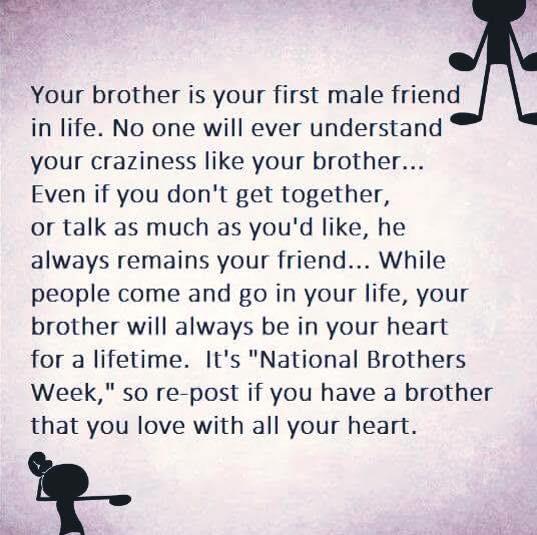 Your brother is your first male friend
in life. No one will ever understand
your craziness like your brother...
Even if you don't get together,
or talk as much as you'd like, he
always remains your friend... While
people come and go in your life, your
brother will always be in your heart
for a lifetime.  It's "National Brothers
Week," so re-post if you have a brother
that you love with all your heart.